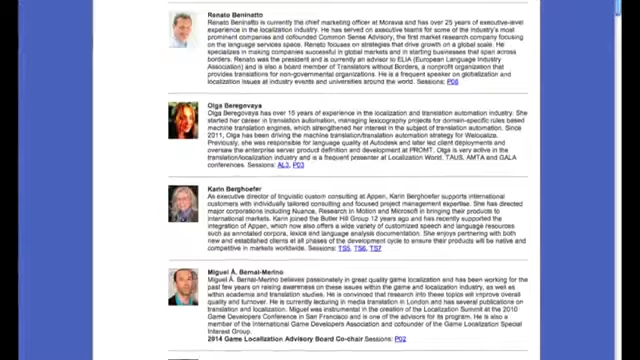 Renato Beninatto
Renato Beninatto is currently the chief marketing officer at Moravia and has over 25 years of executive-level
experience in the localization industry. He has served on executive teams for some of the industry's most
prominent companies and cofounded Common Sense Advisory, the first market research company focusing
on the language services space. Renato focuses on strategies that drive growth on a global scale. He
specializes in making companies successful in global markets and in starting businesses that span across
borders. Renato was the president and is currently an advisor to ELIA (European Language Industry
Association) and is also a board member of Translators without Borders, a nonprofit organization that
provides translations for non-governmental organizations. He is a frequent speaker on globalization and
localization issues at industry events and universities around the world. Sessions: P06
Olga Beregovaya
Olga Beregovaya has over 15 years of experience in the localization and translation automation industry. She
started her career in translation automation, managing lexicography projects for domain-specific rules based
machine translation engines, which strengthened her interest in the subject of translation automation. Since
2011, Olga has been driving the machine translation/translation automation strategy for Welocalize.
Previously, she was responsible for language quality at Autodesk and later led client deployments and
oversaw the enterprise server product definition and development at PROMT. Olga is very active in the
translation/localization industry and is a frequent presenter at Localization World, TAUS, AMTA and GALA
conferences. Sessions: AL3, P03
Karin Berghoefer
As executive director of linguistic custom consulting at Appen, Karin Berghoefer supports international
customers with individually tailored consulting and focused project management expertise. She has directed
major corporations including Nuance, Research In Motion and Microsoft in bringing their products to
international markets. Karin joined the Butler Hill Group 12 years ago and has recently supported the
integration of Appen, which now also offers a wide variety of customized speech and language resources
such as annotated corpora, lexica and language analysis documentation. She enjoys partnering with both
new and established clients at all phases of the development cycle to ensure their products will be native and
competitive in markets worldwide. Sessions: TS5, TS6, TS7
Miguel Á. Bernal-Merino
Miguel Á. Bernal-Merino believes passionately in great quality game localization and has been working for the
past few years on raising awareness on these issues within the game and localization industry, as well as
within academia and translation studies. He is convinced that research into these topics will improve overall
quality and turnover. He is currently lecturing in media translation in London and has several publications on
translation and localization. Miguel was instrumental in the creation of the Localization Summit at the 2010
Game Developers Conference in San Francisco and is one of the advisors for its program. He is also a
member of the International Game Developers Association and cofounder of the Game Localization Special
Interest Group.
2014 Game Localization Advisory Board Co-chair Sessions: P02